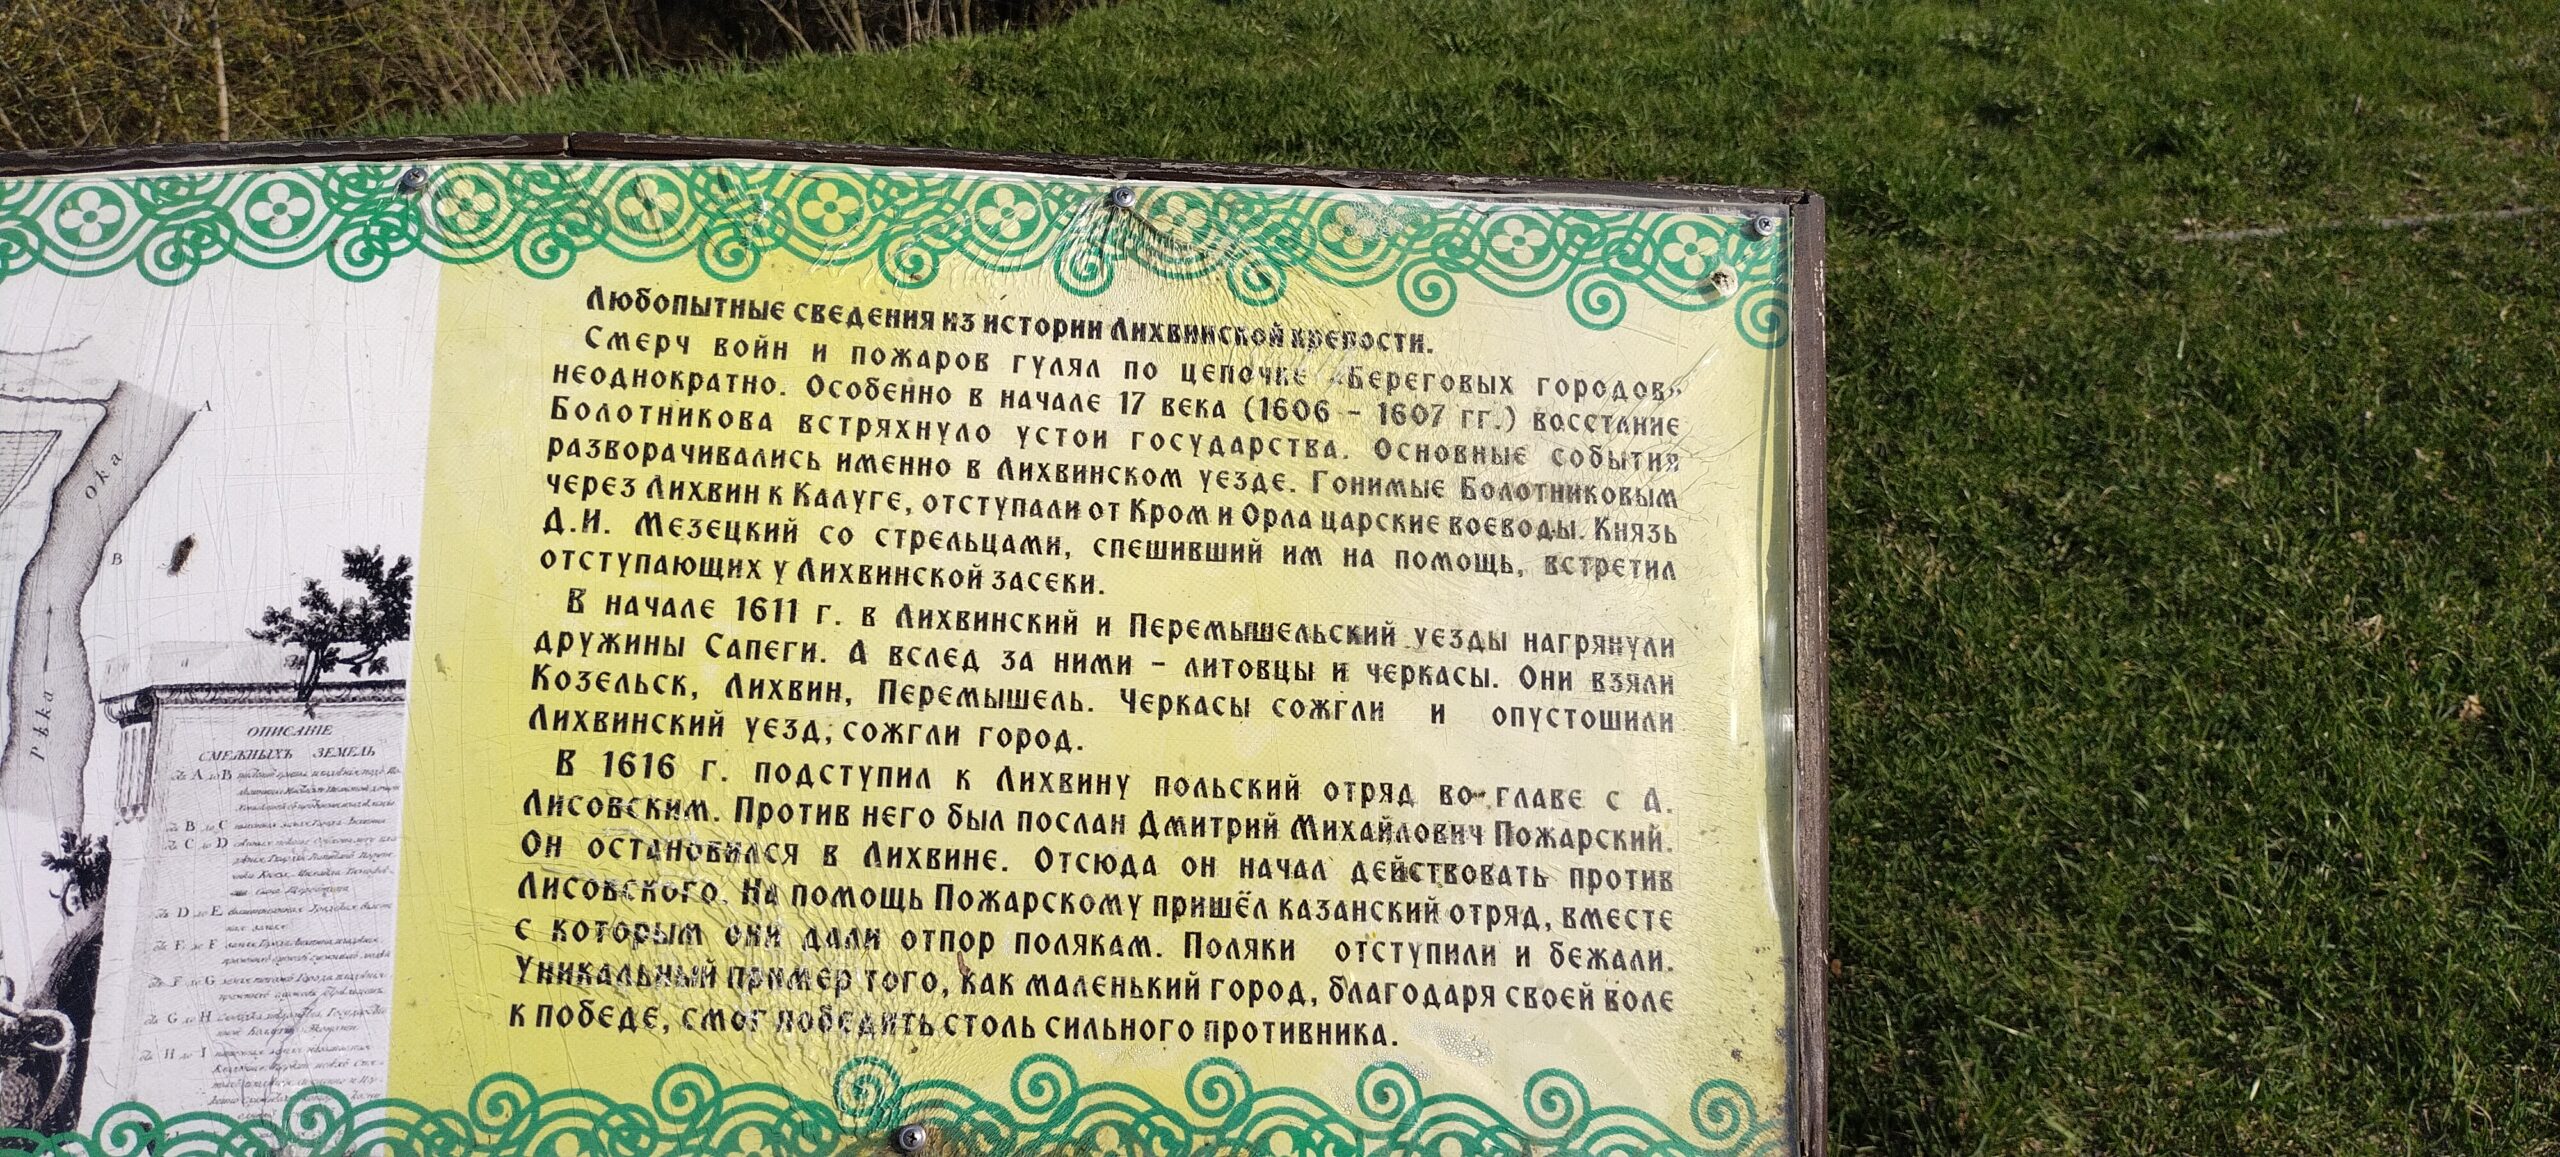 А
Ока
В
Рѣка
ОПИСАНІЕ
СМЕЖНЫХЪ ЗЕМЕЛЬ
Любопытные сведения из истории Лихвинской крепости.
Смерч войн и пожаров гулял по цепочке «Береговых городов»
неоднократно. Особенно в начале 17 века (1606 - 1607 гг.) восстание
Болотникова встряхнуло устои государства. Основные события
разворачивались именно в Лихвинском уезде. Гонимые Болотниковым
через Лихвин к Калуге, отступали от Кром и Орла царские воеводы. Князь
Д.И. Мезецкий со стрельцами, спешивший им на помощь, встретил
отступающих у Лихвинской засеки.
В начале 1611 г. в Лихвинский и Перемышельский уезды нагрянули
дружины Сапеги. А вслед за ними - литовцы и черкасы. Они взяли
Козельск, Лихвин, Перемышель. Черкасы сожгли и опустошили
Лихвинский уезд, сожгли город.
В 1616 г. подступил к Лихвину польский отряд во главе с А.
Лисовским. Против него был послан Дмитрий Михайлович Пожарский.
Он остановился в Лихвине. Отсюда он начал действовать против
Лисовского. На помощь Пожарскому пришёл казанский отряд, вместе
с которым они дали отпор полякам. Поляки отступили и бежали.
Уникальный пример того, как маленький город, благодаря своей воле
к победе, смог победить столь сильного противника.